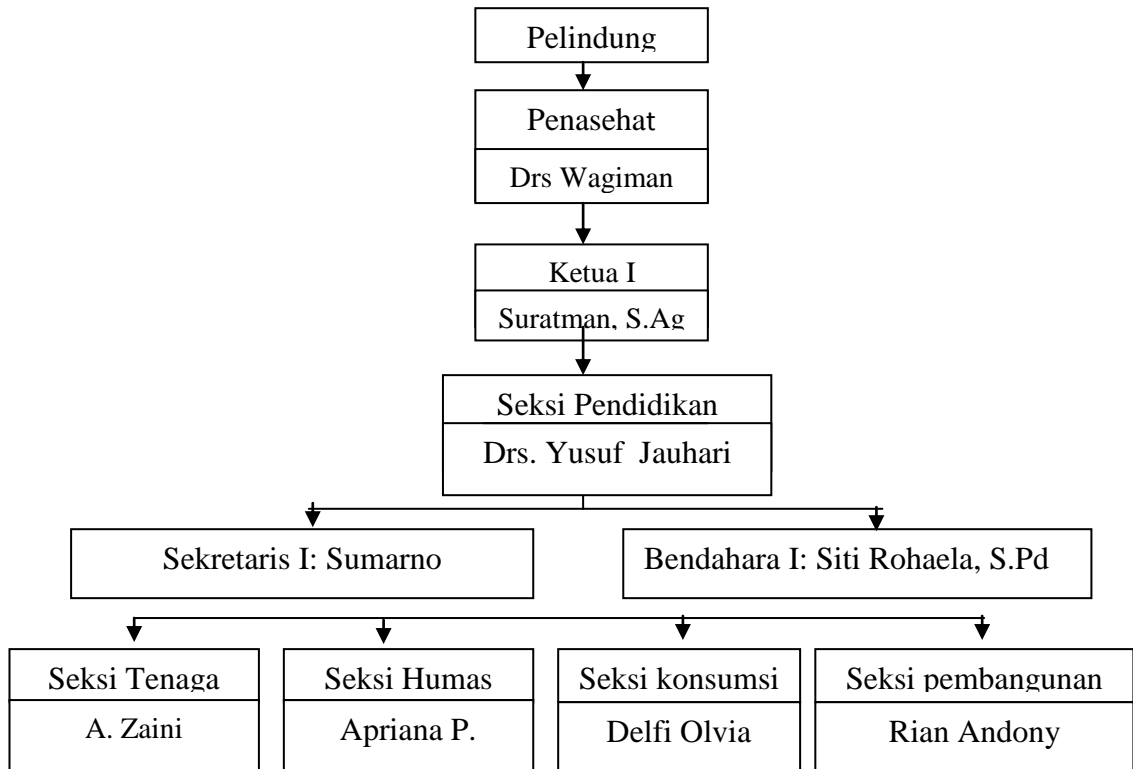 Pelindung
Penasehat
Drs Wagiman
Ketua I
Suratman, S.Ag
Seksi Pendidikan
Drs. Yusuf Jauhari
Sekretaris I: Sumarno
Bendahara I: Siti Rohaela, S.Pd
Seksi Tenaga
A. Zaini
Seksi Humas
Apriana P.
Seksi konsumsi
Delfi Olvia
Seksi pembangunan
Rian Andony